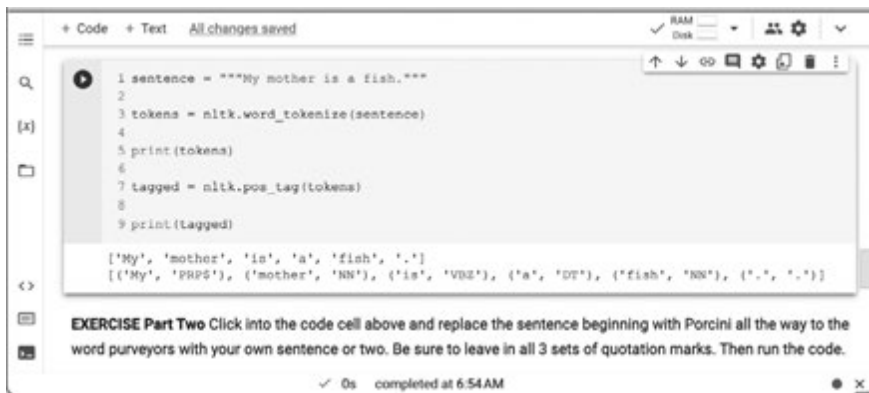 + Code + Text All changes saved
RAM
Disk
1 sentence = """My mother is a fish."""
2
3 tokens = nltk.word_tokenize(sentence)
4
5 print(tokens)
6
7 tagged = nltk.pos_tag(tokens)
8
9 print(tagged)
{x}
['My', 'mother', 'is', 'a', 'fish', '.']
[('My', 'PRP$'), ('mother', 'NN'), ('is', 'VBZ'), ('a', 'DT'), ('fish', 'NN'), ('.', '.')]
EXERCISE Part Two Click into the code cell above and replace the sentence beginning with Porcini all the way to the
word purveyors with your own sentence or two. Be sure to leave in all 3 sets of quotation marks. Then run the code.
0s completed at 6:54 AM